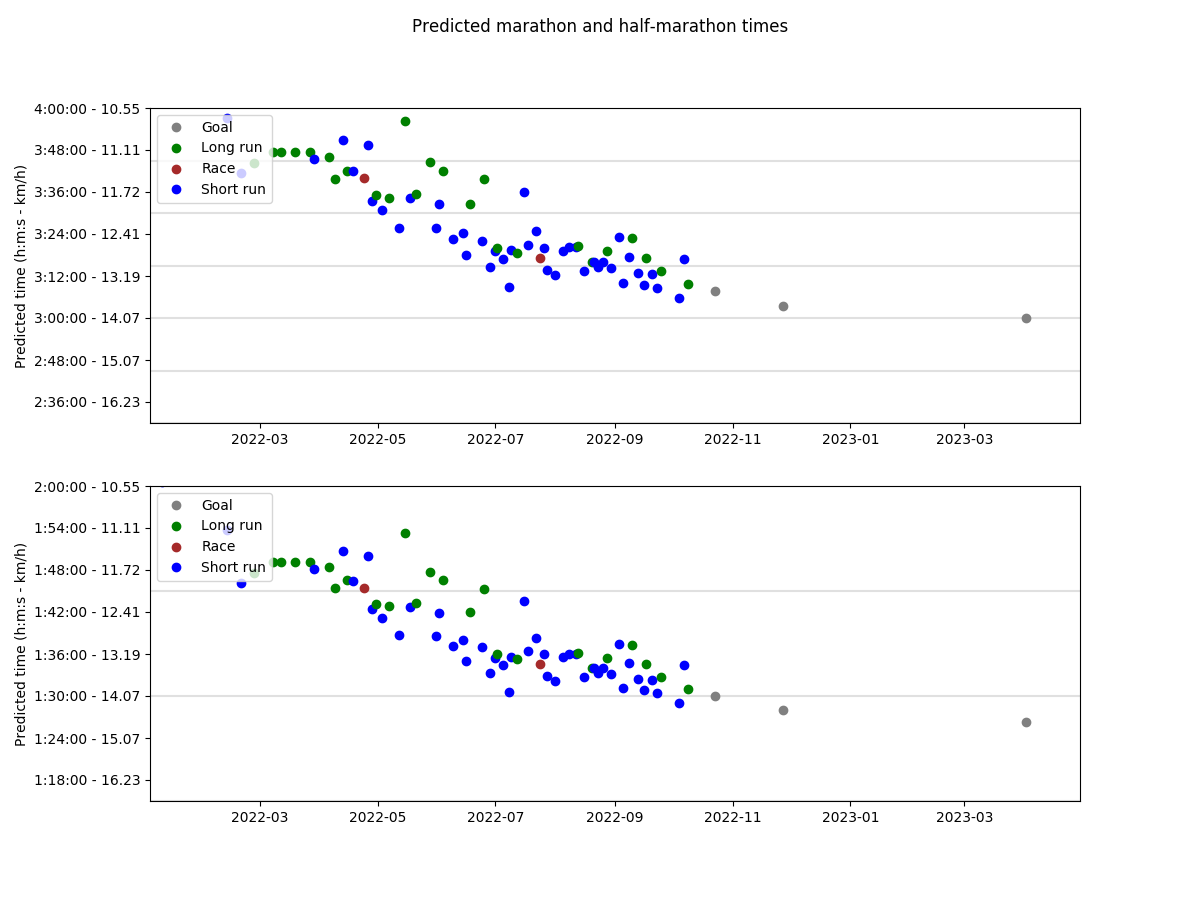 Predicted marathon and half-marathon times
Predicted time (h:m:s - km/h)
4:00:00 - 10.55
3:48:00 - 11.11
3:36:00 - 11.72
3:24:00 - 12.41
3:12:00 - 13.19
3:00:00 - 14.07
2:48:00 - 15.07
2:36:00 - 16.23
Goal
Long run
Race
Short run
2022-03
2022-05
2022-07
2022-09
2022-11
2023-01
2023-03
Predicted time (h:m:s - km/h)
2:00:00 - 10.55
1:54:00 - 11.11
1:48:00 - 11.72
1:42:00 - 12.41
1:36:00 - 13.19
1:30:00 - 14.07
1:24:00 - 15.07
1:18:00 - 16.23
Goal
Long run
Race
Short run
2022-03
2022-05
2022-07
2022-09
2022-11
2023-01
2023-03